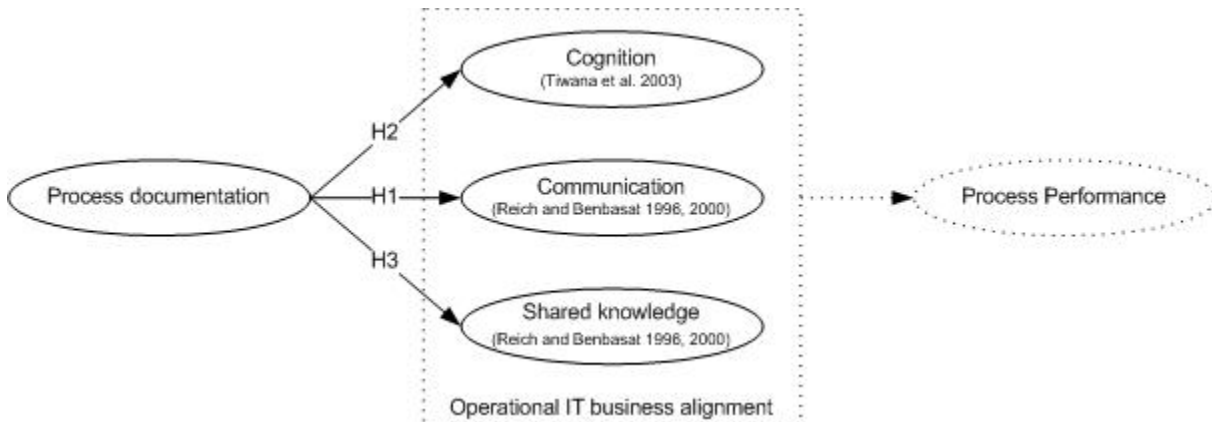 Cognition
(Tiwana et al. 2003)
H2
Process documentation
H1
Communication
(Reich and Benbasat 1996, 2000)
Process Performance
H3
Shared knowledge
(Reich and Benbasat 1996, 2000)
Operational IT business alignment